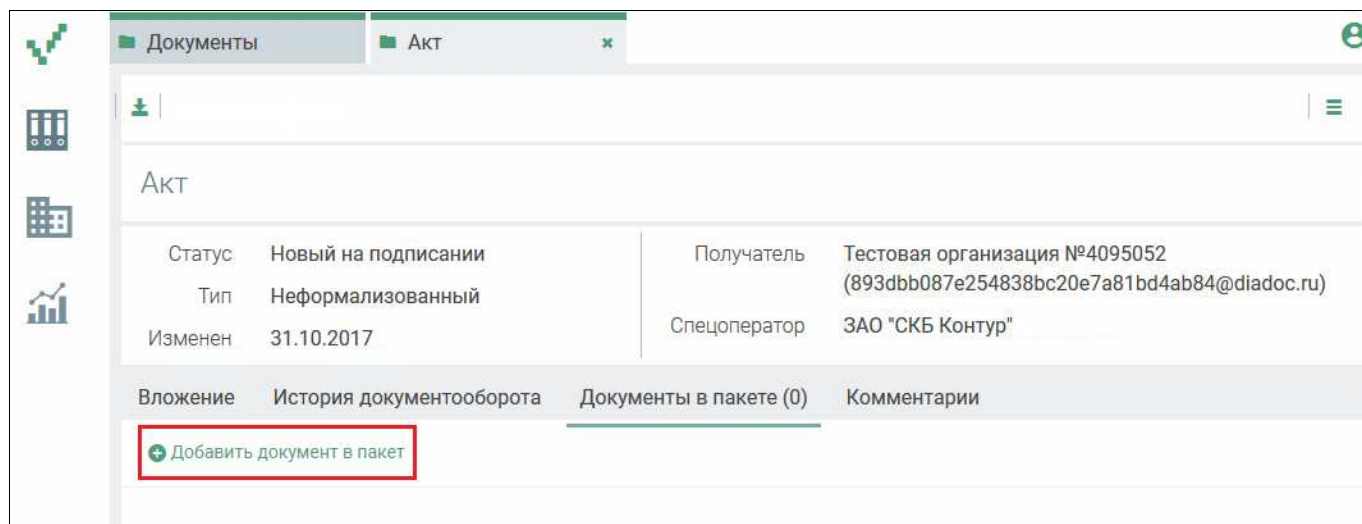 Документы
Акт
Акт
Статус Новый на подписании
Тип Неформализованный
Изменен 31.10.2017
Получатель Тестовая организация №4095052
(893dbb087e254838bc20e7a81bd4ab84@diadoc.ru)
Спецоператор ЗАО "СКБ Контур"
Вложение История документооборота Документы в пакете (0) Комментарии
Добавить документ в пакет